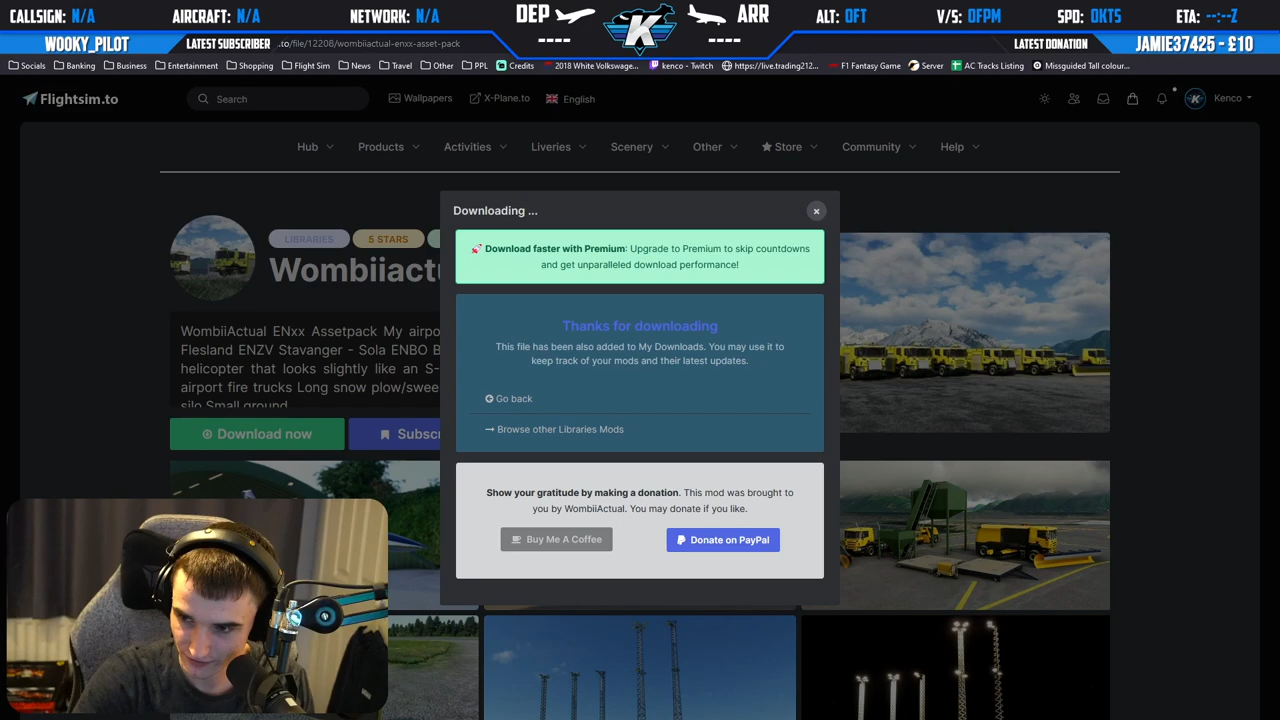 CALLSIGN: N/A
AIRCRAFT: N/A
NETWORK: N/A
DEP
----
K
ARR
----
ALT: 0FT
V/S: 0FPM
SPD: 0KTS
ETA: --:--Z
WOOKY_PILOT
LATEST SUBSCRIBER
.to/file/12208/wombiiactual-enxx-asset-pack
LATEST DONATION
JAMIE37425 - £10
Socials
Banking
Business
Entertainment
Shopping
Flight Sim
News
Travel
Other
PPL
Credits
2018 White Volkswage...
kenco - Twitch
https://live.trading212...
F1 Fantasy Game
Server
AC Tracks Listing
Missguided Tall colour...
Flightsim.to
Search
Wallpapers
X-Plane.to
English
K
Kenco
Hub
Products
Activities
Liveries
Scenery
Other
Store
Community
Help
LIBRARIES
5 STARS
Wombiiactu
WombiiActual ENxx Assetpack My airpo
Flesland ENZV Stavanger - Sola ENBO B
helicopter that looks slightly like an S-
airport fire trucks Long snow plow/swee
silo Small ground
Download now
Subsc
Downloading ...
×
Download faster with Premium: Upgrade to Premium to skip countdowns
and get unparalleled download performance!
Thanks for downloading
This file has been also added to My Downloads. You may use it to
keep track of your mods and their latest updates.
Go back
Browse other Libraries Mods
Show your gratitude by making a donation. This mod was brought to
you by WombiiActual. You may donate if you like.
Buy Me A Coffee
Donate on PayPal